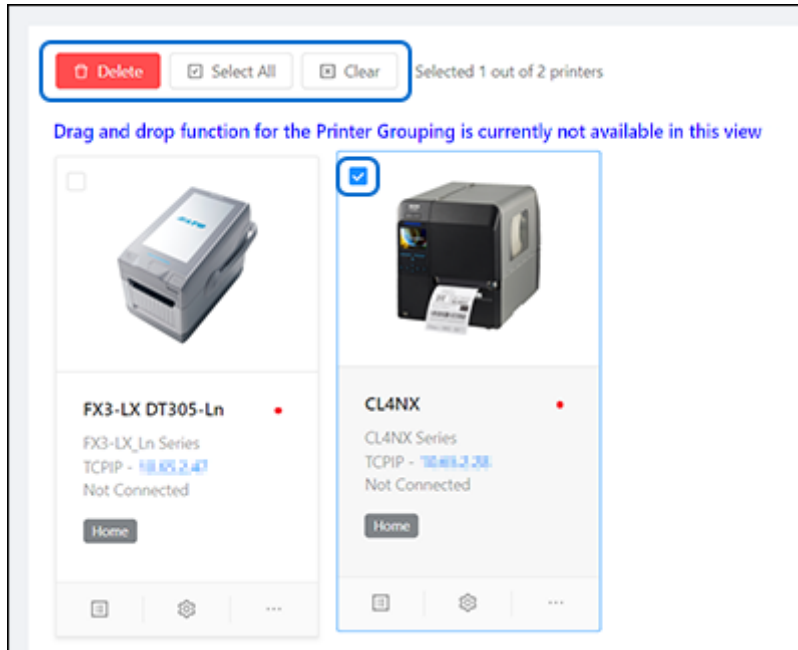 Delete Select All Clear Selected 1 out of 2 printers
Drag and drop function for the Printer Grouping is currently not available in this view
SATO
FX3-LX DT305-Ln
FX3-LX_Ln Series
TCPIP -
Not Connected
Home
CL4NX
CL4NX Series
TCPIP -
Not Connected
Home